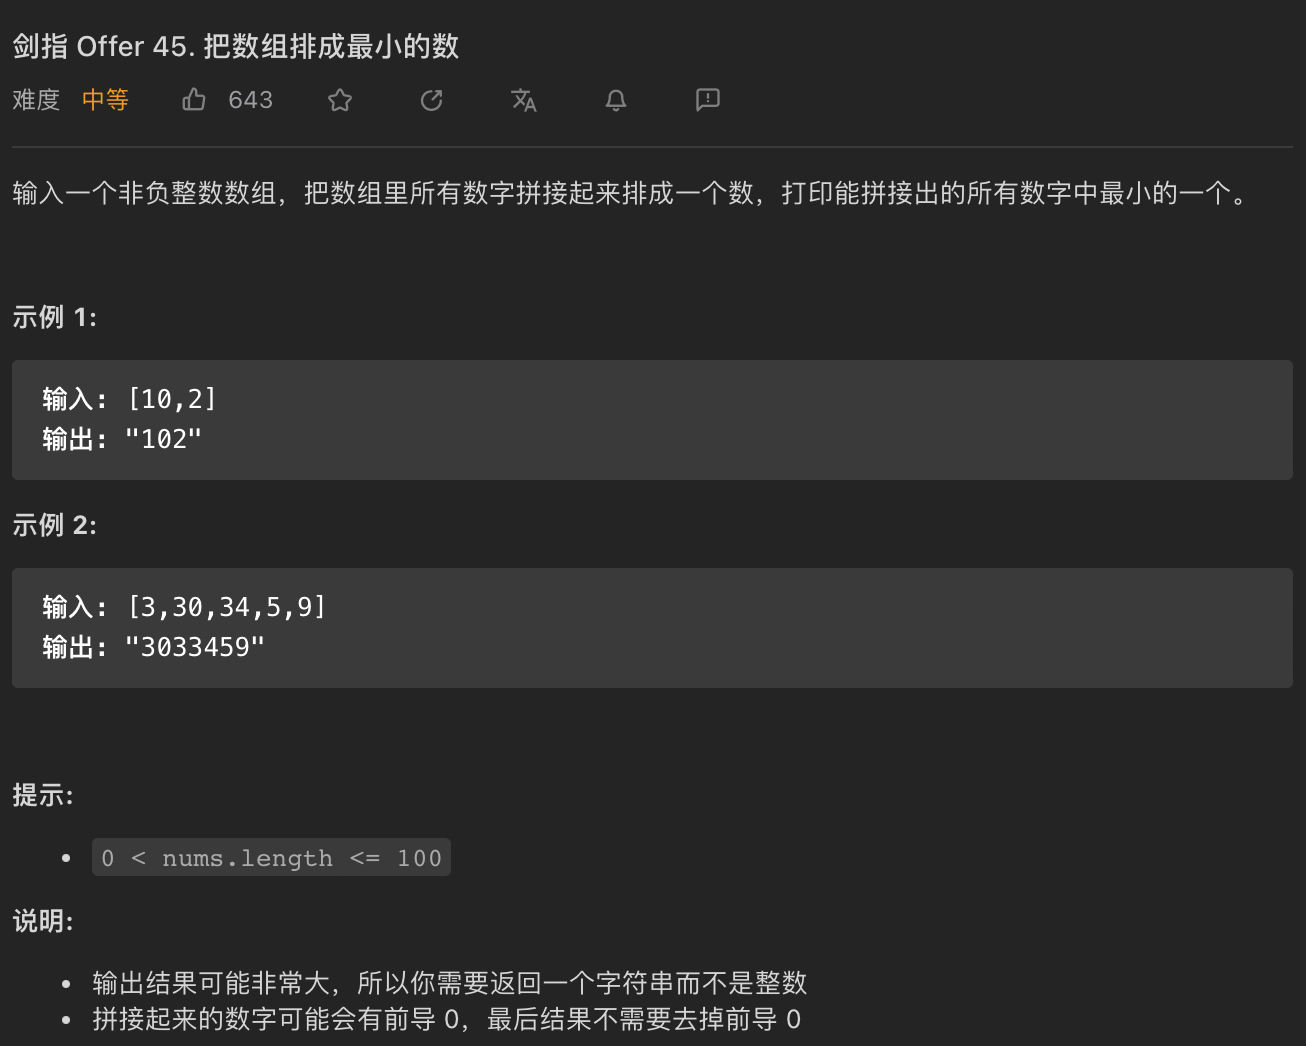 剑指 Offer 45. 把数组排成最小的数
难度 中等 643
输入一个非负整数数组，把数组里所有数字拼接起来排成一个数，打印能拼接出的所有数字中最小的一个。
示例 1:
输入: [10,2]
输出: "102"
示例 2:
输入: [3,30,34,5,9]
输出: "3033459"
提示:
0 < nums.length <= 100
说明:
输出结果可能非常大，所以你需要返回一个字符串而不是整数
拼接起来的数字可能会有前导 0，最后结果不需要去掉前导 0